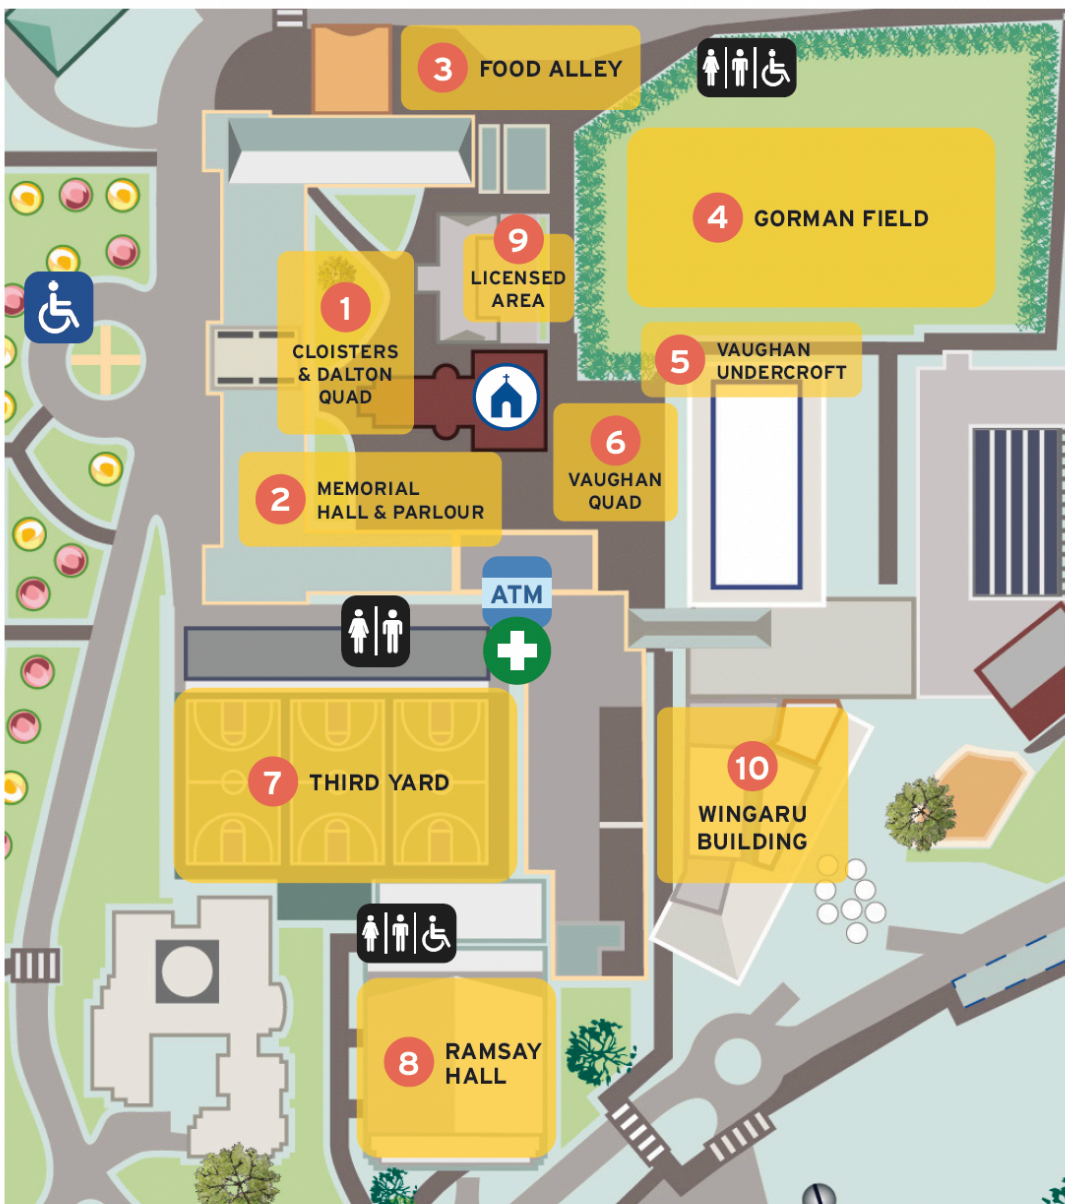 3 FOOD ALLEY
4 GORMAN FIELD
9
LICENSED
AREA
1
CLOISTERS
& DALTON
QUAD
5 VAUGHAN
UNDERCROFT
6
VAUGHAN
QUAD
2 MEMORIAL
HALL & PARLOUR
ATM
7 THIRD YARD
10
WINGARU
BUILDING
8 RAMSAY
HALL